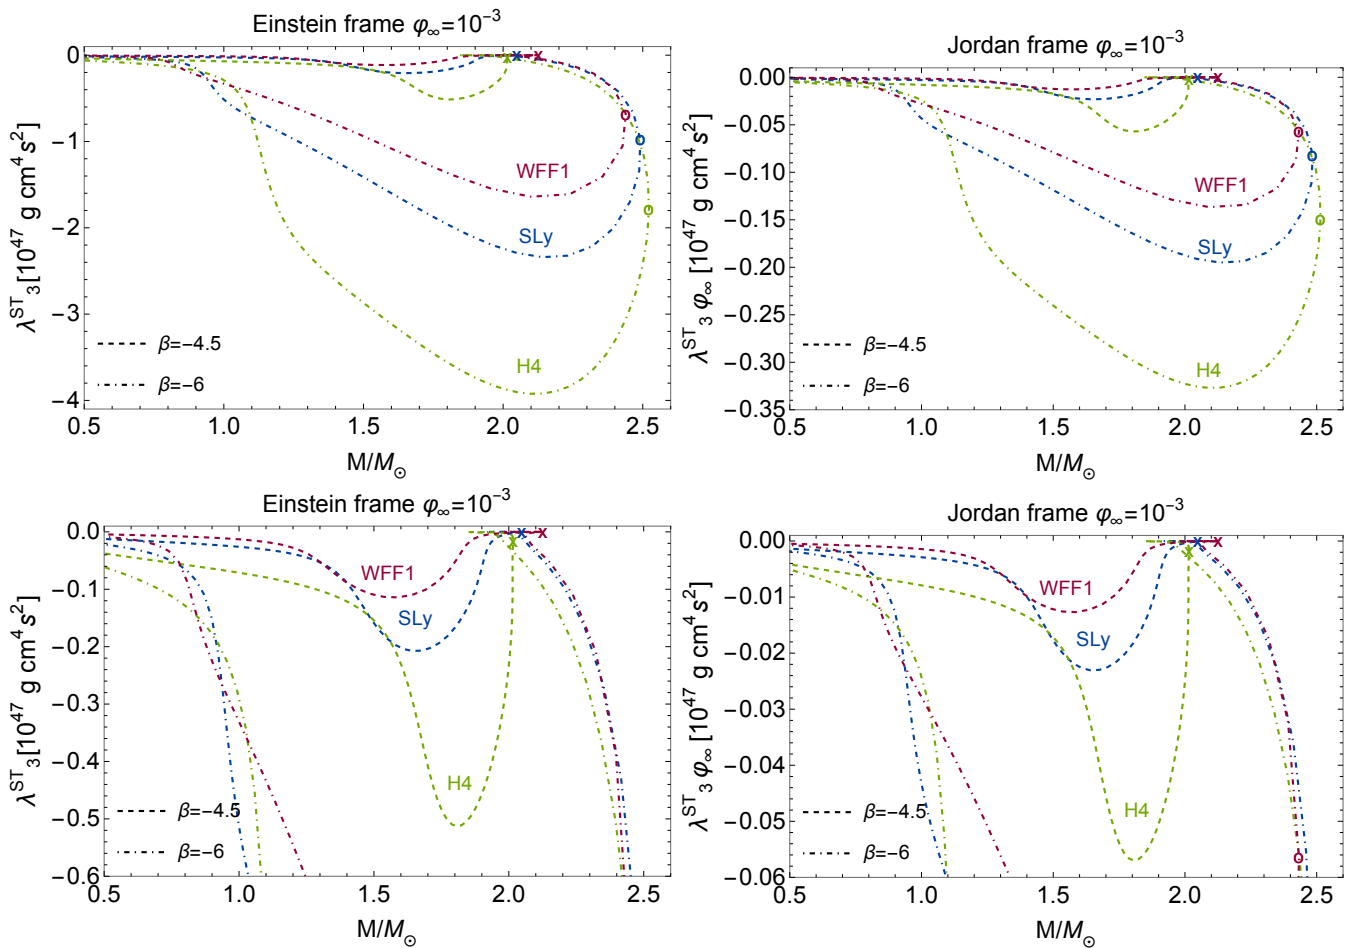 Einstein frame φ∞=10⁻³
λ^ST_3 [10⁴⁷ g cm⁴ s²]
0
−1
−2
−3
−4
WFF1
SLy
H4
β=−4.5
β=−6
0.5 1.0 1.5 2.0 2.5
M/M⊙
Jordan frame φ∞=10⁻³
λ^ST_3 φ∞ [10⁴⁷ g cm⁴ s²]
0.00
−0.05
−0.10
−0.15
−0.20
−0.25
−0.30
−0.35
WFF1
SLy
H4
β=−4.5
β=−6
0.5 1.0 1.5 2.0 2.5
M/M⊙
Einstein frame φ∞=10⁻³
λ^ST_3 [10⁴⁷ g cm⁴ s²]
0.0
−0.1
−0.2
−0.3
−0.4
−0.5
−0.6
WFF1
SLy
H4
β=−4.5
β=−6
0.5 1.0 1.5 2.0 2.5
M/M⊙
Jordan frame φ∞=10⁻³
λ^ST_3 φ∞ [10⁴⁷ g cm⁴ s²]
0.00
−0.01
−0.02
−0.03
−0.04
−0.05
−0.06
WFF1
SLy
H4
β=−4.5
β=−6
0.5 1.0 1.5 2.0 2.5
M/M⊙